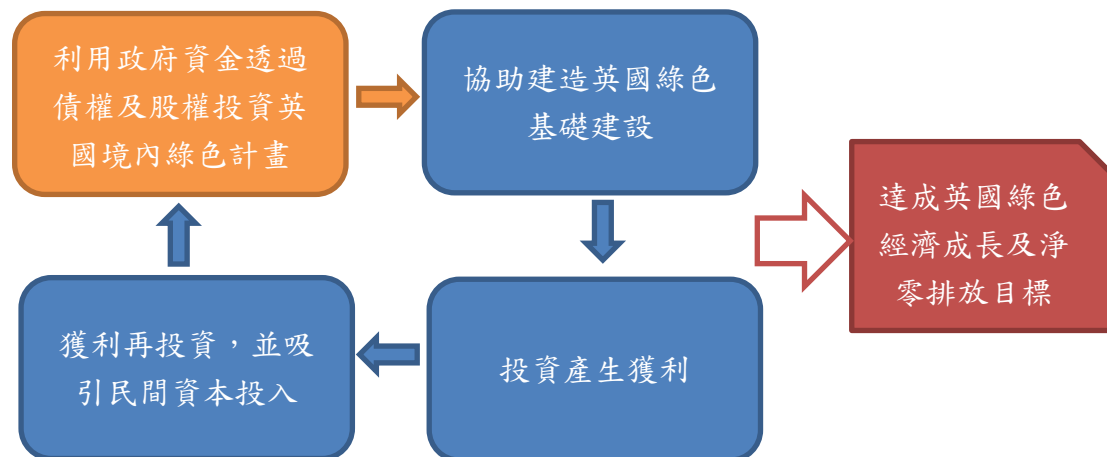 利用政府資金透過
債權及股權投資英
國境內綠色計畫
協助建造英國綠色
基礎建設
達成英國綠色
經濟成長及淨
零排放目標
獲利再投資，並吸
引民間資本投入
投資產生獲利